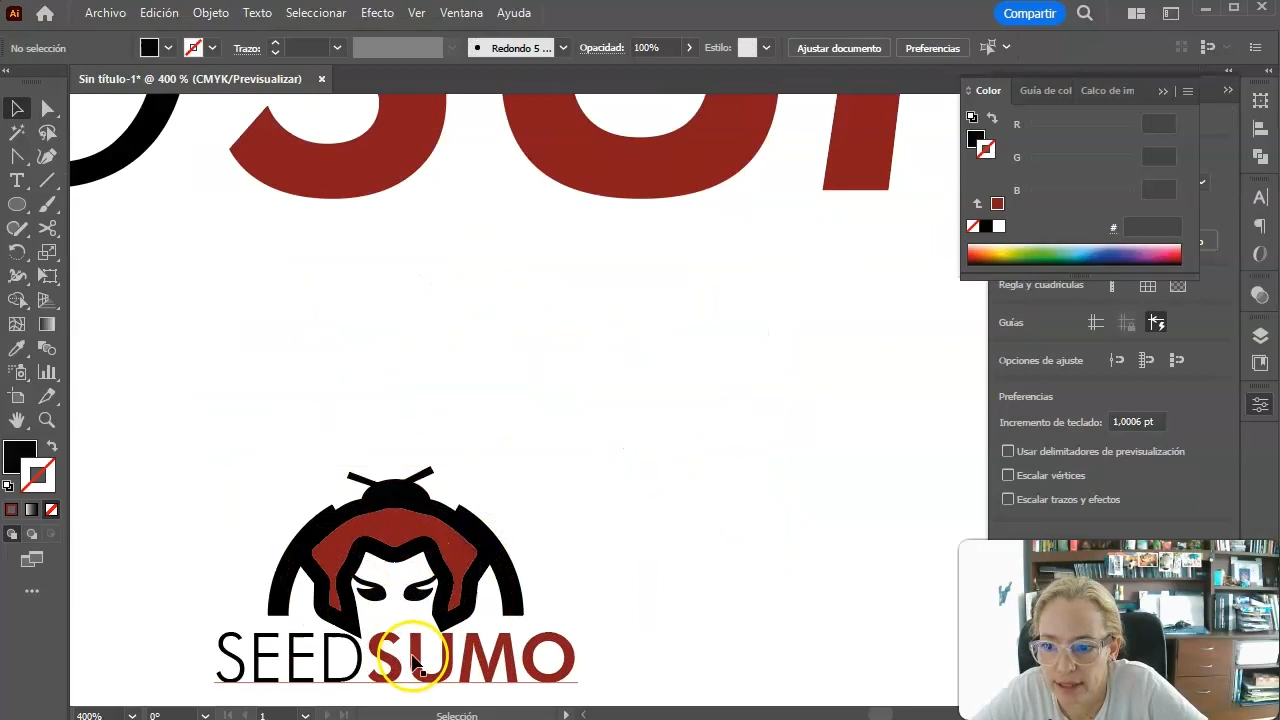 Ai Archivo Edición Objeto Texto Seleccionar Efecto Ver Ventana Ayuda Compartir
No selección Trazo: Redondo 5 ... Opacidad: 100% Estilo: Ajustar documento Preferencias
Sin título-1* @ 400 % (CMYK/Previsualizar)
Color Guía de col Calco de im
R
G
B
#
Regla y cuadrículas
Guías
Opciones de ajuste
Preferencias
Incremento de teclado: 1,0006 pt
Usar delimitadores de previsualización
Escalar vértices
Escalar trazos y efectos
SEEDSUMO
400% 0° 1 Selección